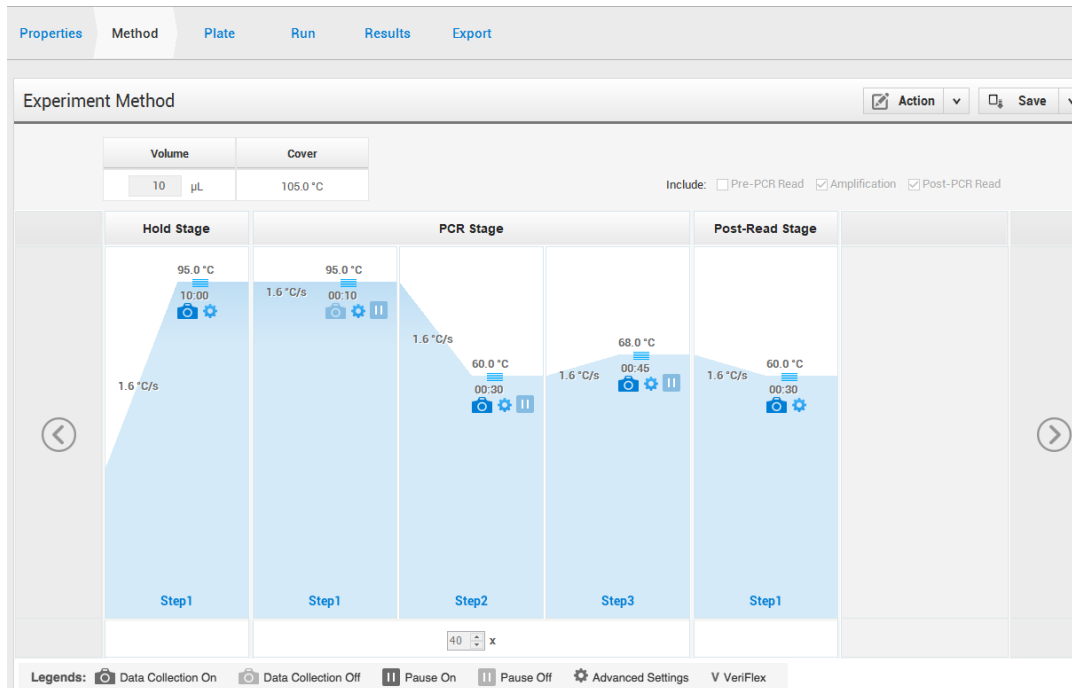 Properties Method Plate Run Results Export
Experiment Method Action Save
Volume Cover
10 µL 105.0 °C
Include: Pre-PCR Read Amplification Post-PCR Read
Hold Stage PCR Stage Post-Read Stage
95.0 °C 95.0 °C
10:00 1.6 °C/s 00:10
1.6 °C/s 68.0 °C
60.0 °C 00:45 60.0 °C
1.6 °C/s 00:30 1.6 °C/s 1.6 °C/s 00:30
Step1 Step1 Step2 Step3 Step1
40 x
Legends: Data Collection On Data Collection Off Pause On Pause Off Advanced Settings V VeriFlex